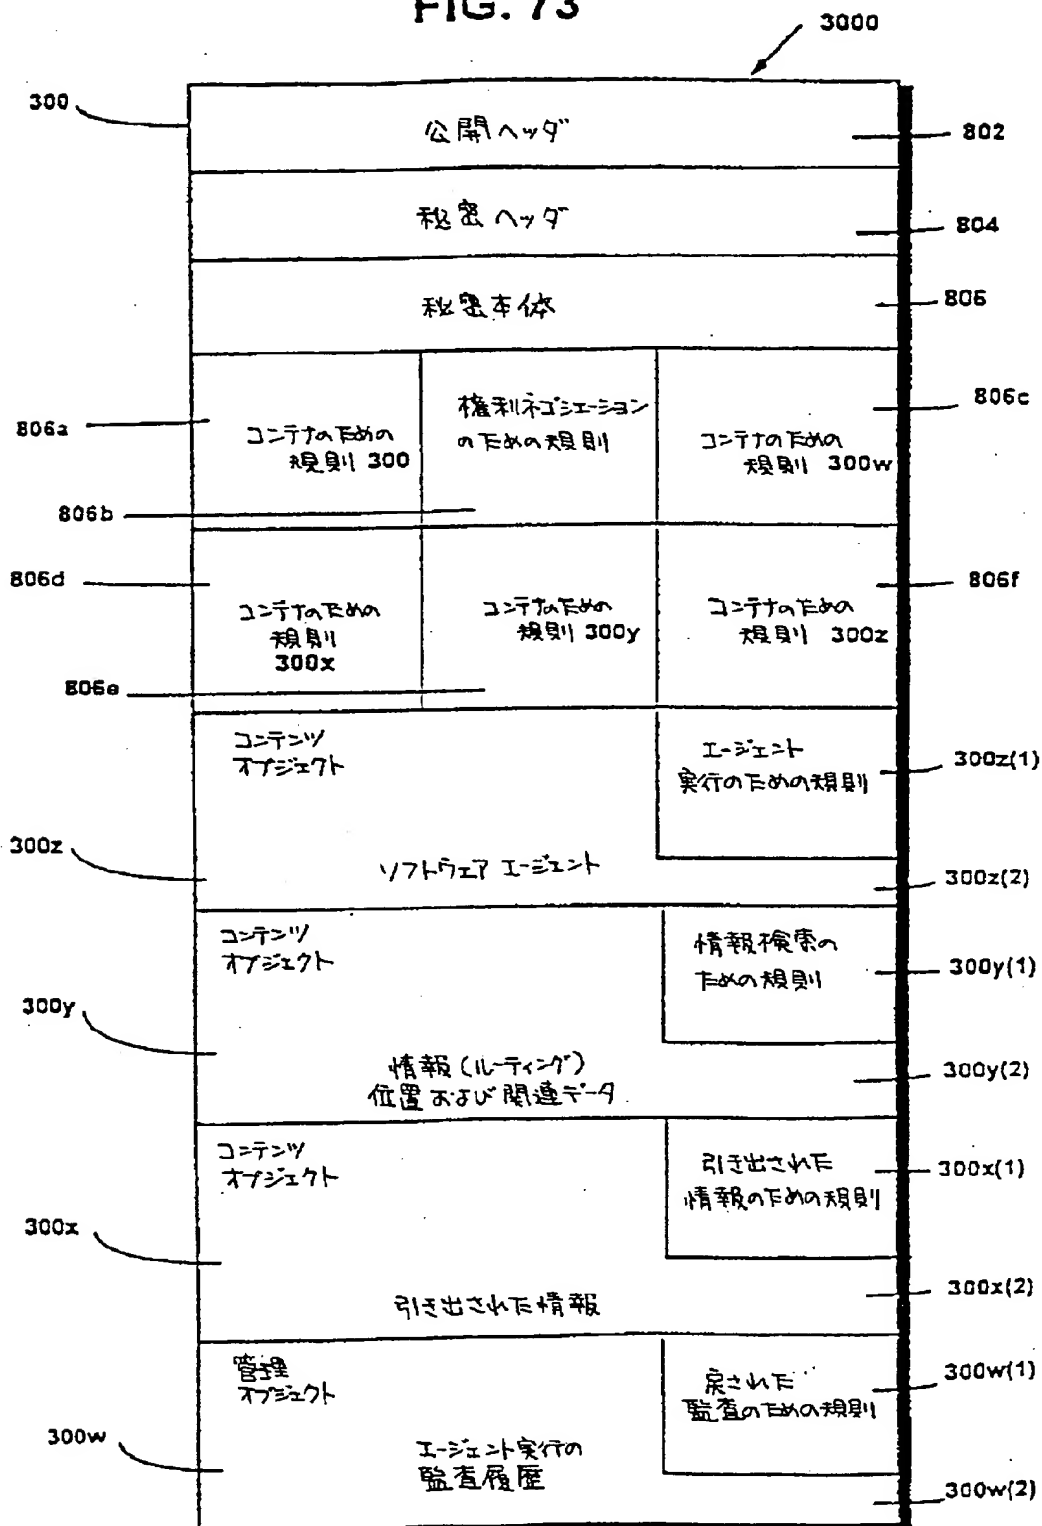 FIG. 73
3000
300
公開ヘッダ
802
秘密ヘッダ
804
秘密本体
806
806a
コンテナのための
規則 300
権利ネゴシエーション
のための規則
806c
コンテナのための
規則 300w
806b
806d
コンテナのための
規則
300x
コンテナのための
規則 300y
806f
コンテナのための
規則 300z
806e
コンテンツ
オブジェクト
エージェント
実行のための規則
300z(1)
300z
ソフトウェア エージェント
300z(2)
コンテンツ
オブジェクト
情報検索の
ための規則
300y(1)
300y
情報(ルーティング)
位置および関連データ
300y(2)
コンテンツ
オブジェクト
引き出された
情報のための規則
300x(1)
300x
引き出された情報
300x(2)
管理
オブジェクト
戻された
監査のための規則
300w(1)
300w
エージェント実行の
監査履歴
300w(2)